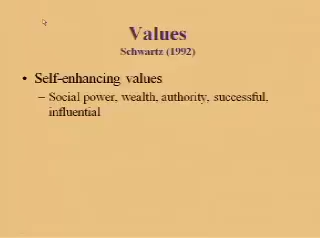 Values
Schwartz (1992)
• Self-enhancing values
– Social power, wealth, authority, successful,
influential